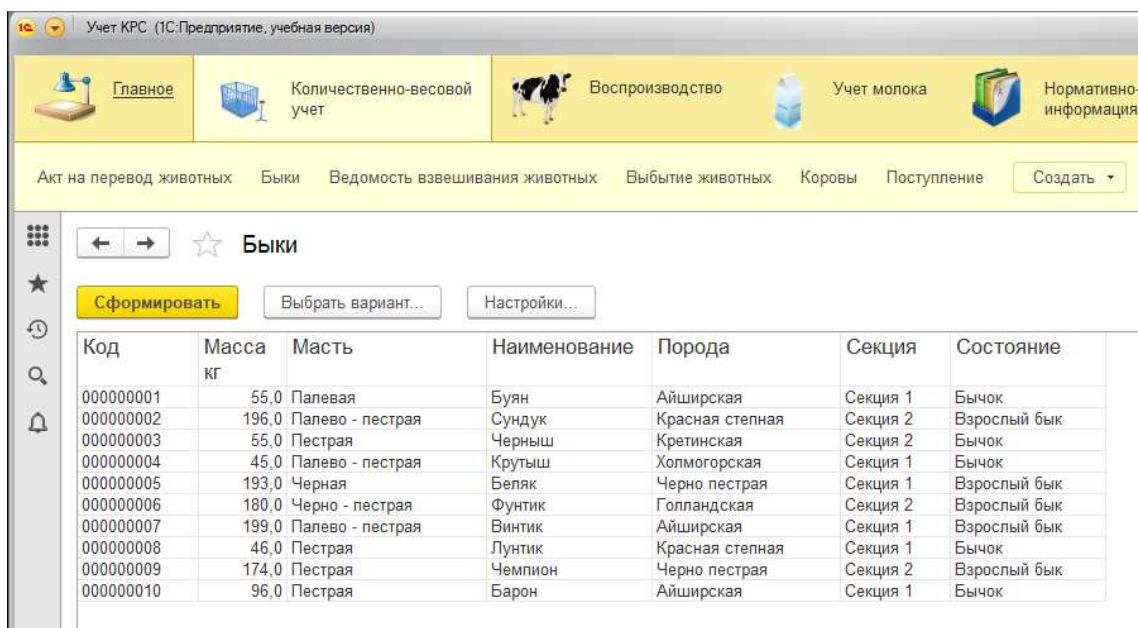 1С Учет КРС (1С:Предприятие, учебная версия)
Главное Количественно-весовой Воспроизводство Учет молока Нормативно-
учет информация
Акт на перевод животных Быки Ведомость взвешивания животных Выбытие животных Коровы Поступление Создать
Быки
Сформировать Выбрать вариант... Настройки...
Код Масса Масть Наименование Порода Секция Состояние
кг
000000001 55,0 Палевая Буян Айширская Секция 1 Бычок
000000002 196,0 Палево - пестрая Сундук Красная степная Секция 2 Взрослый бык
000000003 55,0 Пестрая Черныш Кретинская Секция 2 Бычок
000000004 45,0 Палево - пестрая Крутыш Холмогорская Секция 1 Бычок
000000005 193,0 Черная Беляк Черно пестрая Секция 1 Взрослый бык
000000006 180,0 Черно - пестрая Фунтик Голландская Секция 2 Взрослый бык
000000007 199,0 Палево - пестрая Винтик Айширская Секция 1 Взрослый бык
000000008 46,0 Пестрая Лунтик Красная степная Секция 1 Бычок
000000009 174,0 Пестрая Чемпион Черно пестрая Секция 2 Взрослый бык
000000010 96,0 Пестрая Барон Айширская Секция 1 Бычок